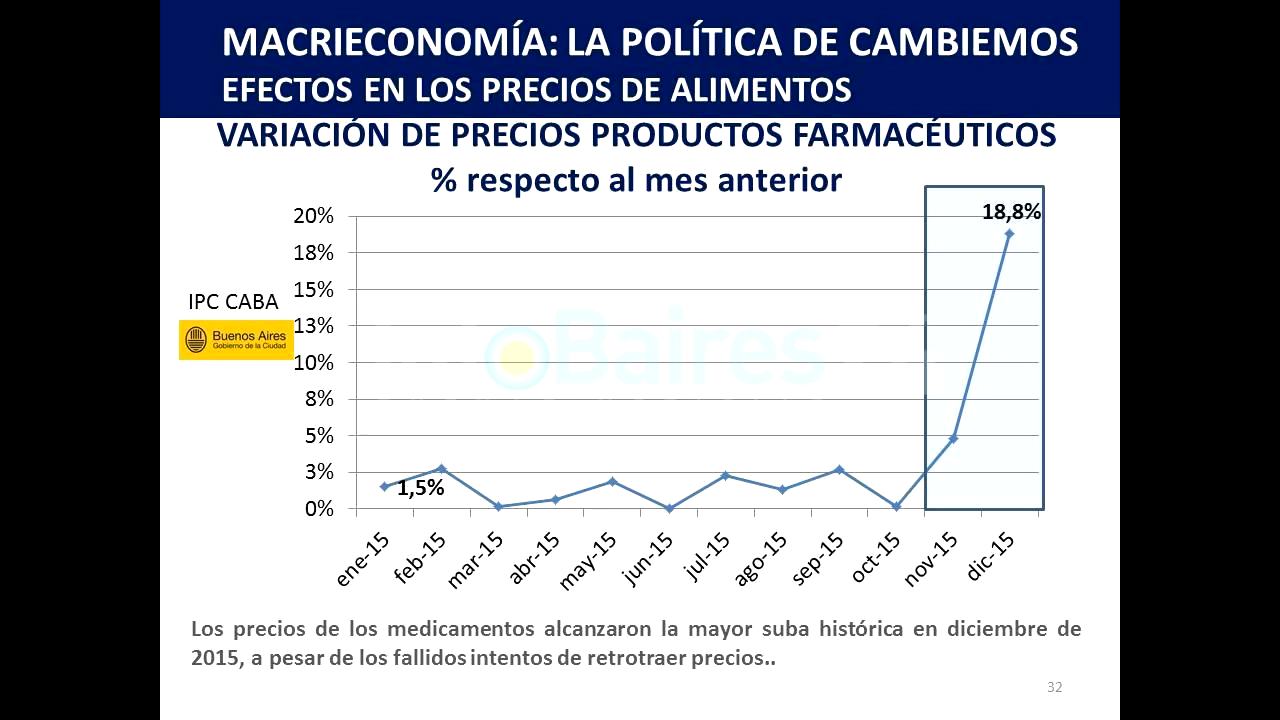 MACRIECONOMÍA: LA POLÍTICA DE CAMBIEMOS
EFECTOS EN LOS PRECIOS DE ALIMENTOS
VARIACIÓN DE PRECIOS PRODUCTOS FARMACÉUTICOS
% respecto al mes anterior
20%
18%
15%
13%
10%
8%
5%
3%
0%
IPC CABA
Buenos Aires
Gobierno de la Ciudad
Baires
18,8%
1,5%
ene-15
feb-15
mar-15
abr-15
may-15
jun-15
jul-15
ago-15
sep-15
oct-15
nov-15
dic-15
Los precios de los medicamentos alcanzaron la mayor suba histórica en diciembre de
2015, a pesar de los fallidos intentos de retrotraer precios..
32